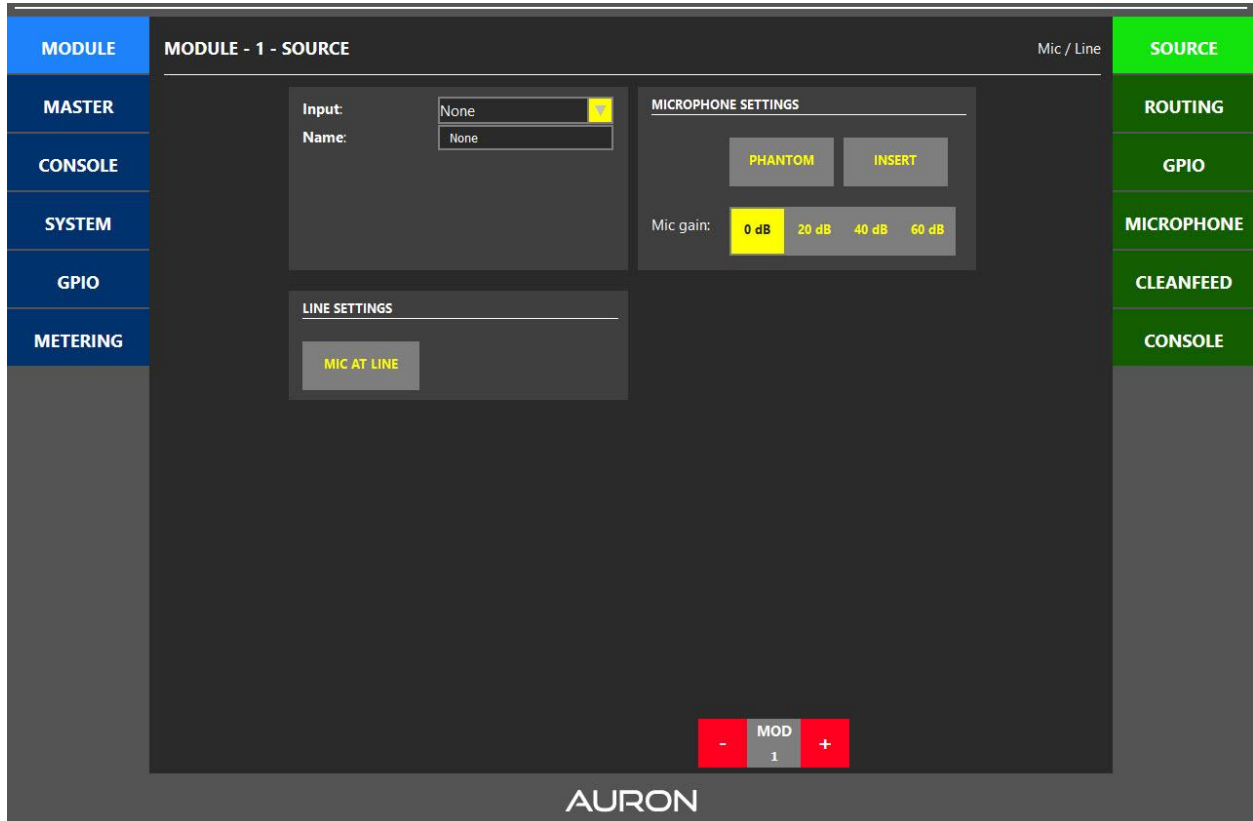 MODULE
MASTER
CONSOLE
SYSTEM
GPIO
METERING
MODULE - 1 - SOURCE
Mic / Line
Input: None
Name: None
MICROPHONE SETTINGS
PHANTOM INSERT
Mic gain: 0 dB 20 dB 40 dB 60 dB
LINE SETTINGS
MIC AT LINE
- MOD 1 +
SOURCE
ROUTING
GPIO
MICROPHONE
CLEANFEED
CONSOLE
AURON